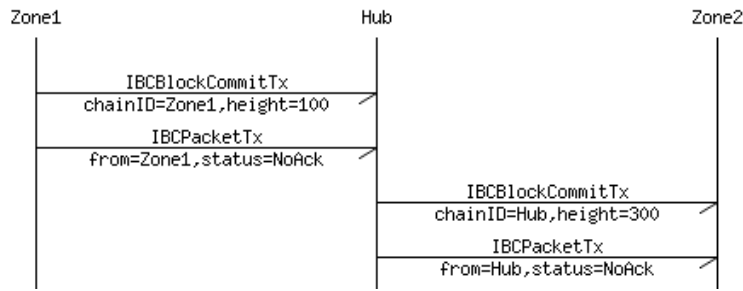 Zone1 Hub Zone2
IBCBlockCommitTx
chainID=Zone1,height=100
IBCPacketTx
from=Zone1,status=NoAck
IBCBlockCommitTx
chainID=Hub,height=300
IBCPacketTx
from=Hub,status=NoAck